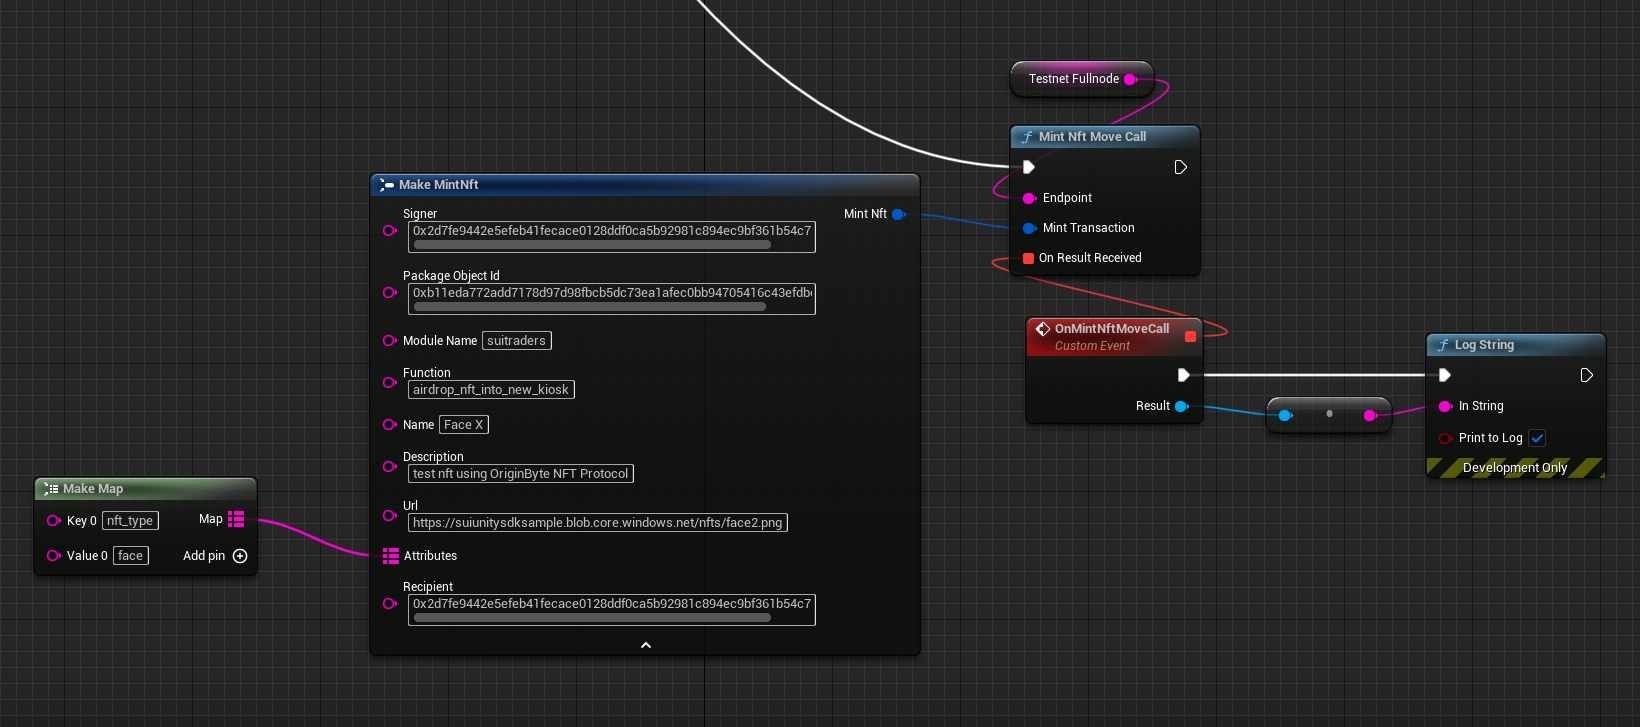 Testnet Fullnode
Mint Nft Move Call
Endpoint
Mint Transaction
On Result Received
Make MintNft
Signer
0x2d7fe9442e5efeb41fecace0128ddf0ca5b92981c894ec9bf361b54c7
Mint Nft
Package Object Id
0xb11eda772add7178d97d98fbcb5dc73ea1afec0bb94705416c43efdb
Module Name suitraders
Function
airdrop_nft_into_new_kiosk
Name Face X
Description
test nft using OriginByte NFT Protocol
Url
https://suiunitysdksample.blob.core.windows.net/nfts/face2.png
Attributes
Recipient
0x2d7fe9442e5efeb41fecace0128ddf0ca5b92981c894ec9bf361b54c7
Make Map
Key 0 nft_type Map
Value 0 face Add pin
OnMintNftMoveCall
Custom Event
Result
Log String
In String
Print to Log
Development Only